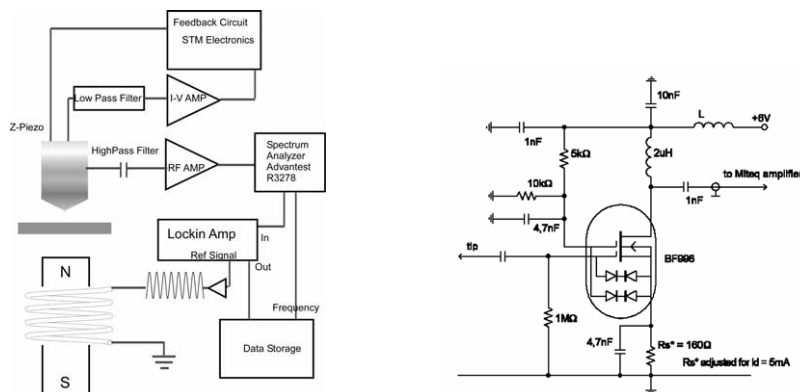 Feedback Circuit
STM Electronics
Low Pass Filter
I-V AMP
Z-Piezo
HighPass Filter
RF AMP
Spectrum
Analyzer
Advantest
R3278
Lockin Amp
In
Ref Signal
Out
N
Frequency
Data Storage
S
10nF
L
+6V
1nF
5kΩ
2uH
to Miteq amplifier
10kΩ
1nF
4,7nF
tip
BF996
1MΩ
4,7nF
Rs* = 160Ω
Rs* adjusted for Id = 5mA